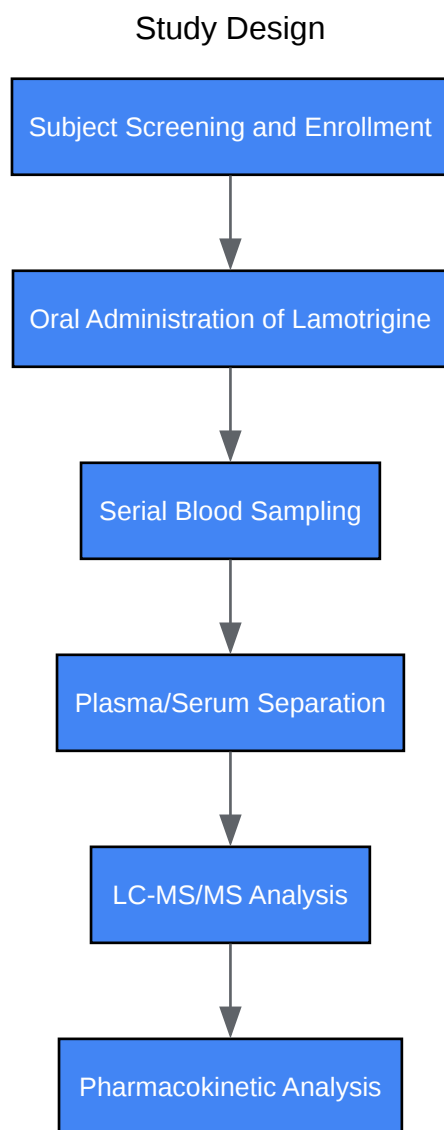 Study Design
Subject Screening and Enrollment
Oral Administration of Lamotrigine
Serial Blood Sampling
Plasma/Serum Separation
LC-MS/MS Analysis
Pharmacokinetic Analysis